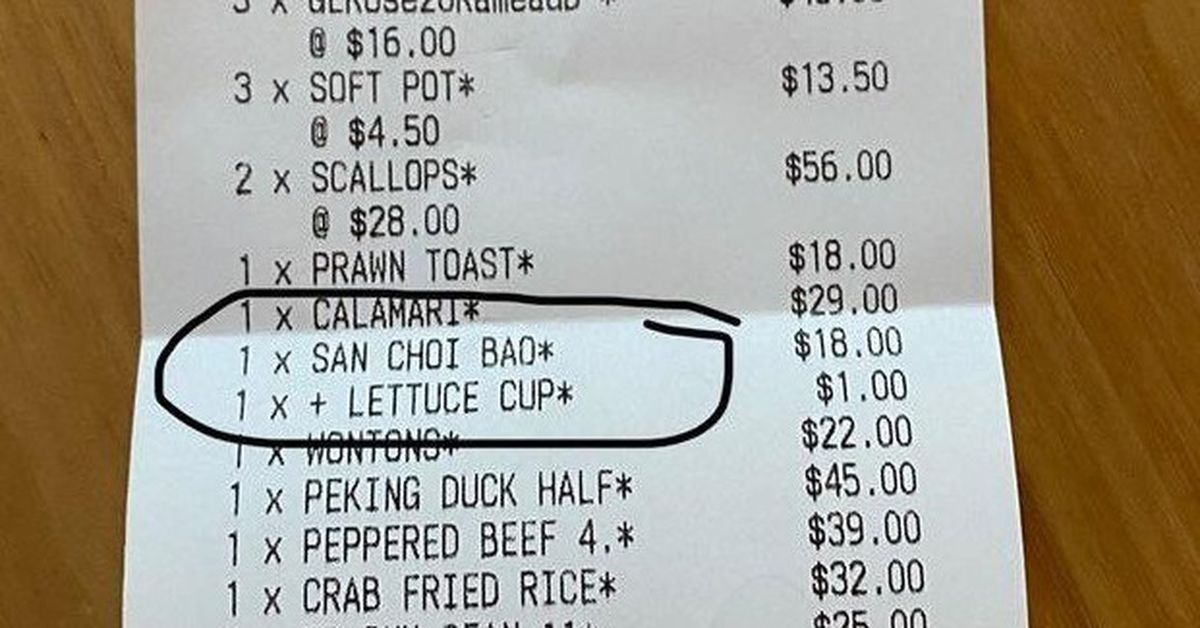 3 x
@ $16.00
3 x SOFT POT* $13.50
@ $4.50
2 x SCALLOPS* $56.00
@ $28.00
1 x PRAWN TOAST* $18.00
1 x CALAMARI* $29.00
1 x SAN CHOI BAO* $18.00
1 x + LETTUCE CUP* $1.00
1 x WONTONS* $22.00
1 x PEKING DUCK HALF* $45.00
1 x PEPPERED BEEF 4.* $39.00
1 x CRAB FRIED RICE* $32.00
$25.00